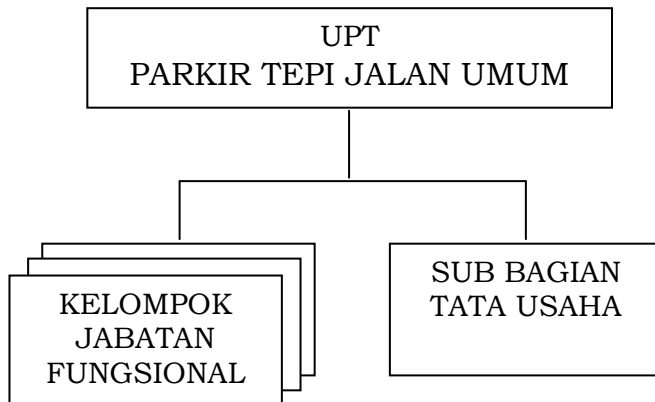 UPT
PARKIR TEPI JALAN UMUM
KELOMPOK
JABATAN
FUNGSIONAL
SUB BAGIAN
TATA USAHA